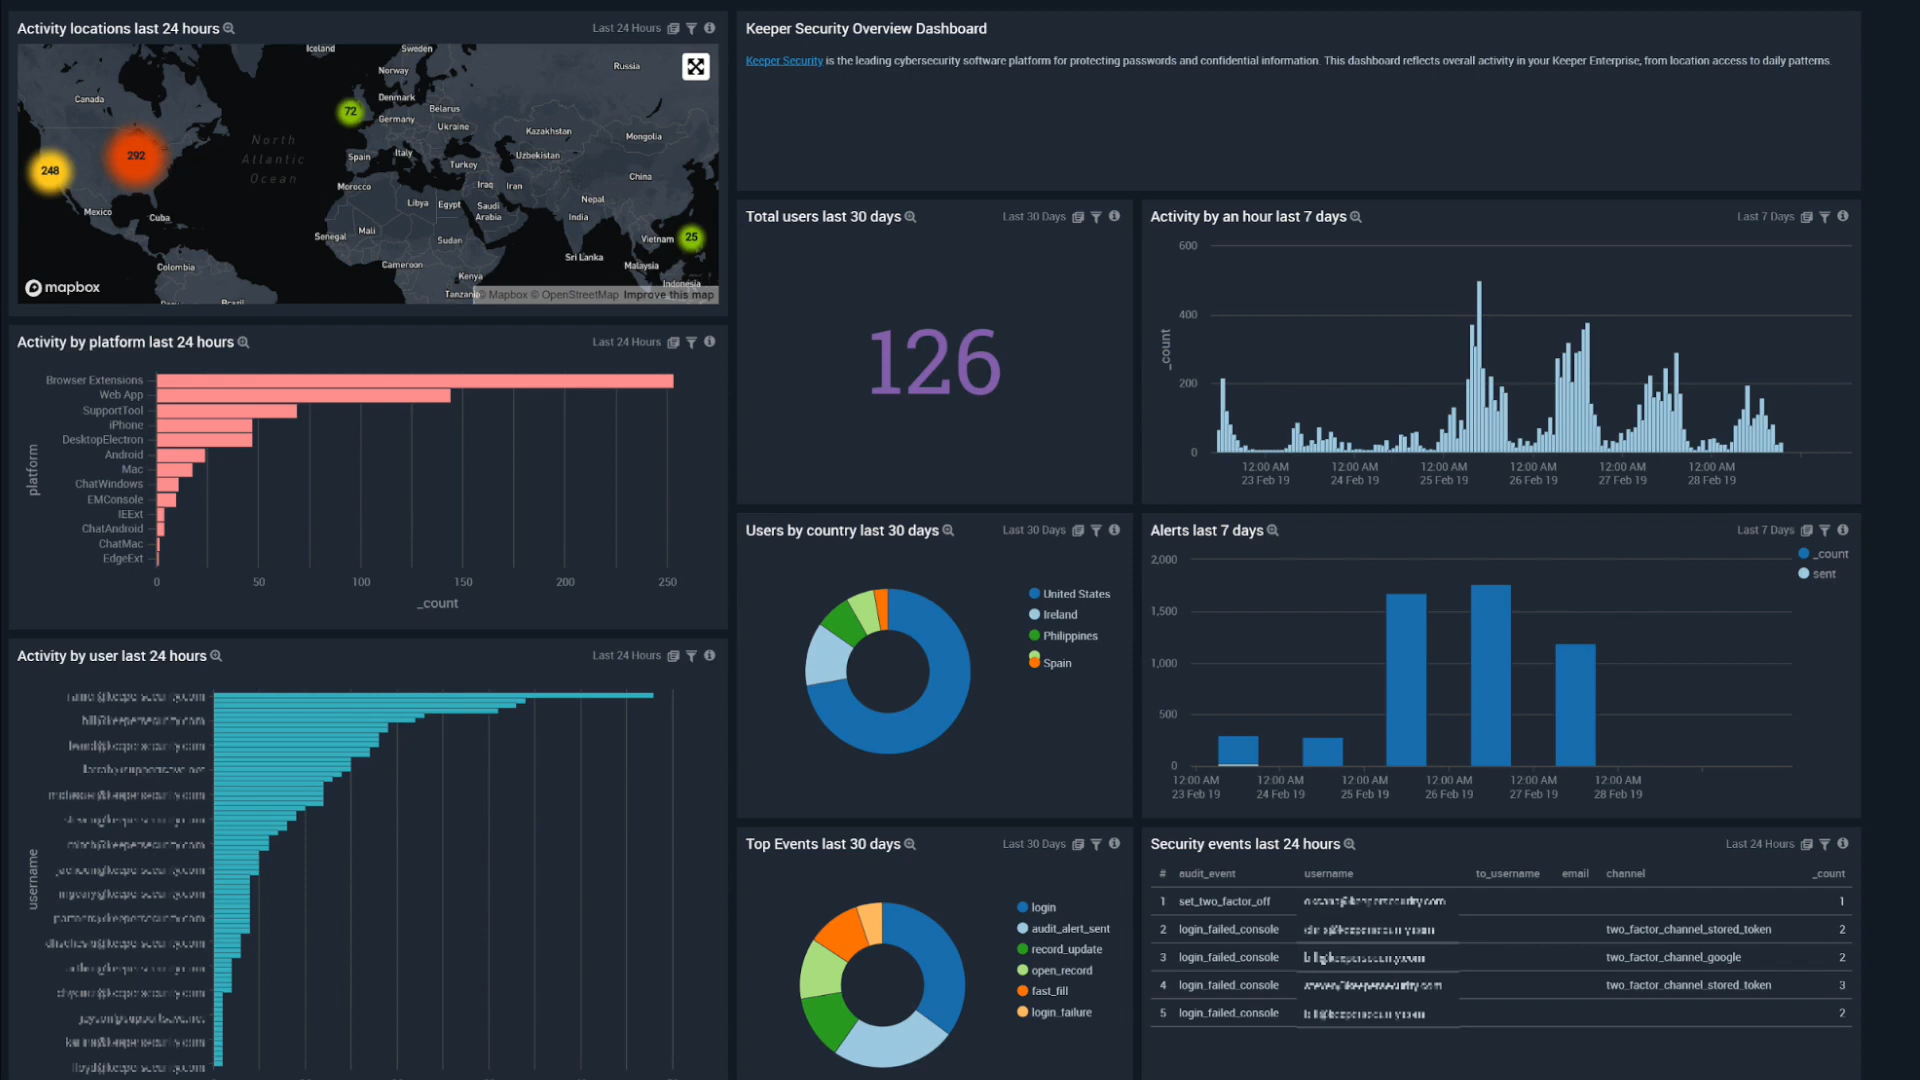 Activity locations last 24 hours
Last 24 Hours
Iceland
Sweden
Russia
Norway
Canada
Denmark
Belarus
72
Germany
Ukraine
Kazakhstan
Mongolia
North
Atlantic
Ocean
292
Spain
Italy
Turkey
Uzbekistan
248
China
Morocco
Iraq
Iran
Libya
Egypt
Saudi
Arabia
Nepal
Mexico
Cuba
India
Senegal
Mali
Sudan
Vietnam
25
Colombia
Cameroon
Sri Lanka
Malaysia
Kenya
Indonesia
mapbox
Tanzania
© Mapbox © OpenStreetMap Improve this map
Brazil
Keeper Security Overview Dashboard
Keeper Security is the leading cybersecurity software platform for protecting passwords and confidential information. This dashboard reflects overall activity in your Keeper Enterprise, from location access to daily patterns.
Activity by platform last 24 hours
Last 24 Hours
platform
Browser Extensions
Web App
SupportTool
iPhone
DesktopElectron
Android
Mac
ChatWindows
EMConsole
IEExt
ChatAndroid
ChatMac
EdgeExt
0 50 100 150 200 250
_count
Total users last 30 days
Last 30 Days
126
Activity by an hour last 7 days
Last 7 Days
_count
600
400
200
0
12:00 AM 12:00 AM 12:00 AM 12:00 AM 12:00 AM 12:00 AM
23 Feb 19 24 Feb 19 25 Feb 19 26 Feb 19 27 Feb 19 28 Feb 19
Activity by user last 24 hours
Last 24 Hours
username
Users by country last 30 days
Last 30 Days
United States
Ireland
Philippines
Spain
Alerts last 7 days
Last 7 Days
_count
sent
2,000
1,500
1,000
500
0
12:00 AM 12:00 AM 12:00 AM 12:00 AM 12:00 AM 12:00 AM
23 Feb 19 24 Feb 19 25 Feb 19 26 Feb 19 27 Feb 19 28 Feb 19
Top Events last 30 days
Last 30 Days
login
audit_alert_sent
record_update
open_record
fast_fill
login_failure
Security events last 24 hours
Last 24 Hours
# audit_event username to_username email channel _count
1 set_two_factor_off 1
2 login_failed_console two_factor_channel_stored_token 2
3 login_failed_console two_factor_channel_google 2
4 login_failed_console two_factor_channel_stored_token 3
5 login_failed_console 2